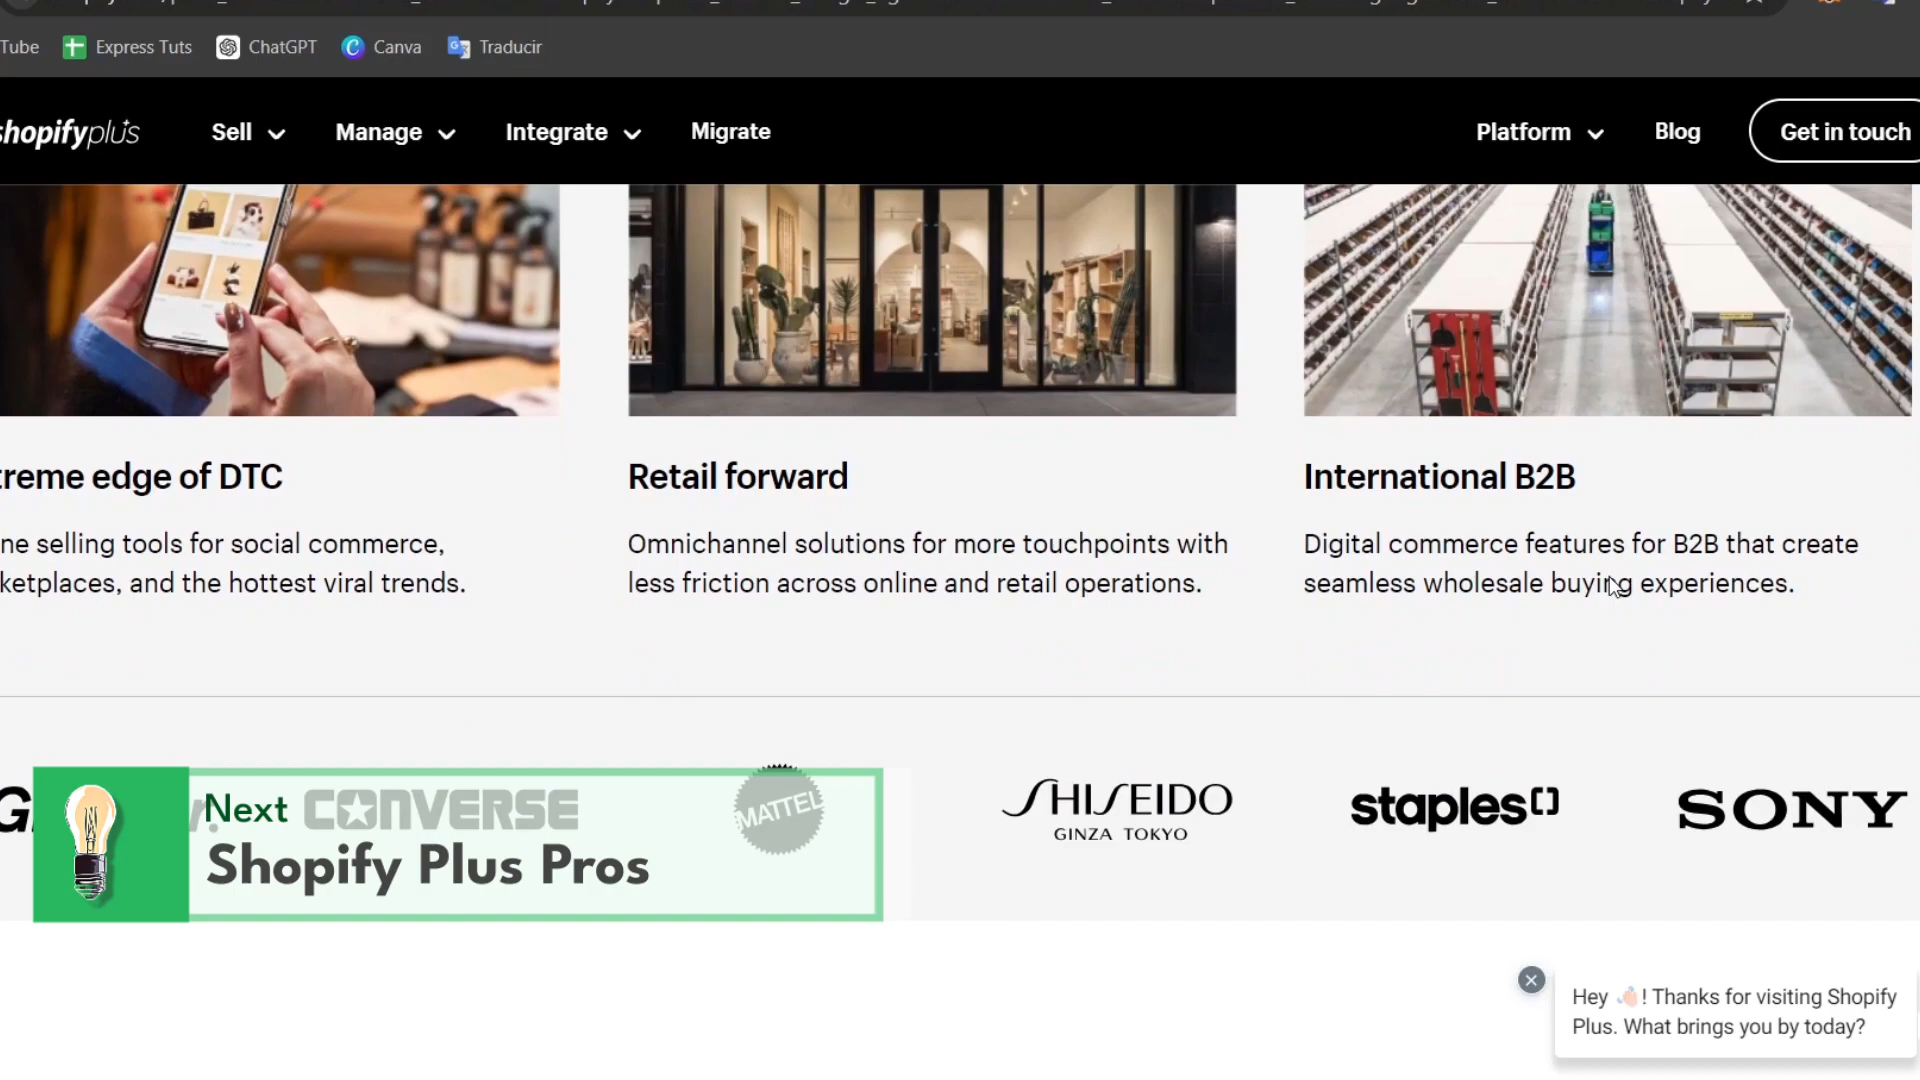 Tube Express Tuts ChatGPT Canva Traducir
shopifyplus Sell Manage Integrate Migrate Platform Blog Get in touch
treme edge of DTC
ne selling tools for social commerce,
ketplaces, and the hottest viral trends.
Retail forward
Omnichannel solutions for more touchpoints with
less friction across online and retail operations.
International B2B
Digital commerce features for B2B that create
seamless wholesale buying experiences.
CONVERSE
MATTEL
SHISEIDO
GINZA TOKYO
staples
SONY
Next
Shopify Plus Pros
Hey 👋🏻! Thanks for visiting Shopify
Plus. What brings you by today?